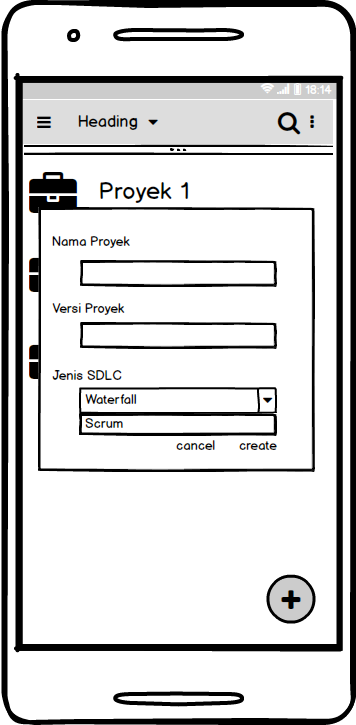 18:14
Heading
Proyek 1
Nama Proyek
Versi Proyek
Jenis SDLC
Waterfall
Scrum
cancel create